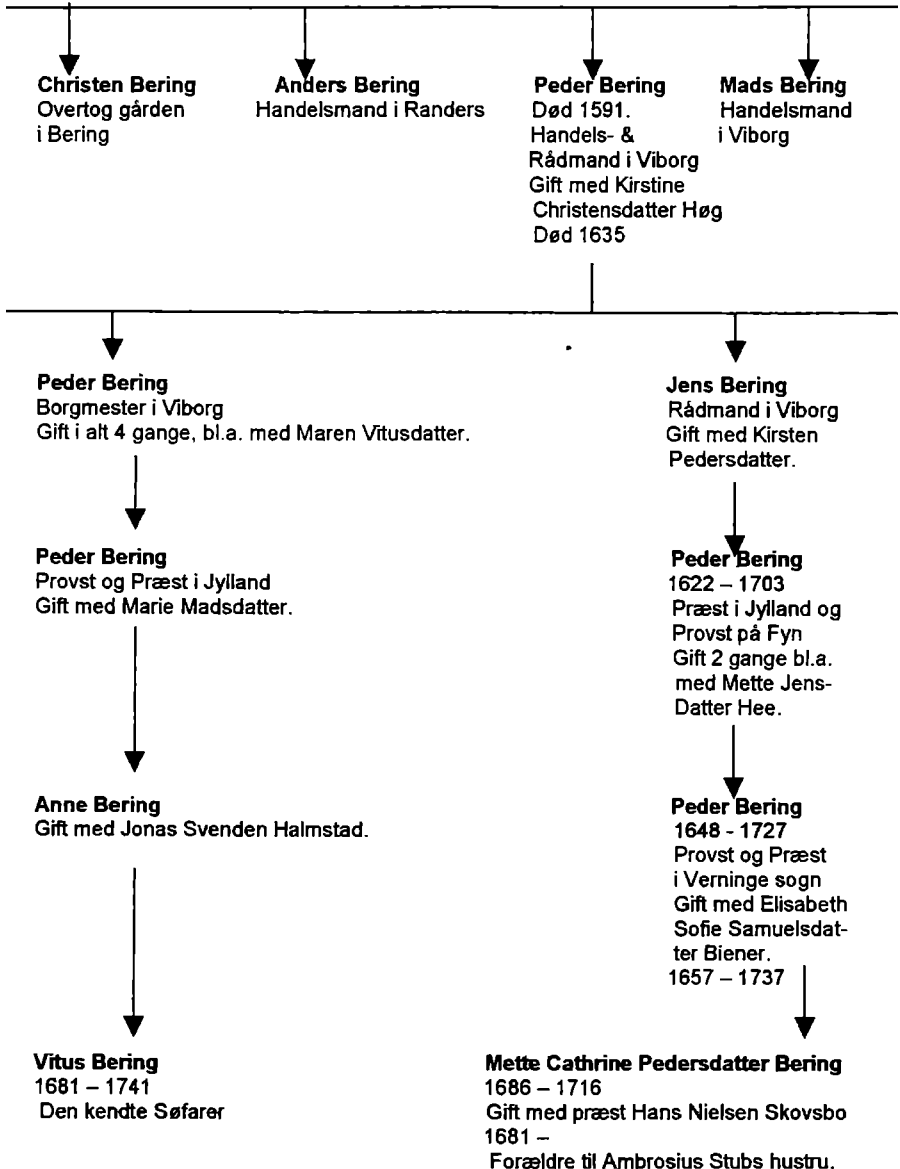 Christen Bering
Overtog gården
i Bering
Anders Bering
Handelsmand i Randers
Peder Bering
Død 1591.
Handels- &
Rådmand i Viborg
Gift med Kirstine
Christensdatter Høg
Død 1635
Mads Bering
Handelsmand
i Viborg
Peder Bering
Borgmester i Viborg
Gift i alt 4 gange, bl.a. med Maren Vitusdatter.
Jens Bering
Rådmand i Viborg
Gift med Kirsten
Pedersdatter.
Peder Bering
Provst og Præst i Jylland
Gift med Marie Madsdatter.
Peder Bering
1622 – 1703
Præst i Jylland og
Provst på Fyn
Gift 2 gange bl.a.
med Mette Jens-
Datter Hee.
Anne Bering
Gift med Jonas Svenden Halmstad.
Peder Bering
1648 - 1727
Provst og Præst
i Verninge sogn
Gift med Elisabeth
Sofie Samuelsdat-
ter Biener.
1657 – 1737
Vitus Bering
1681 – 1741
Den kendte Søfarer
Mette Cathrine Pedersdatter Bering
1686 – 1716
Gift med præst Hans Nielsen Skovsbo
1681 –
Forældre til Ambrosius Stubs hustru.